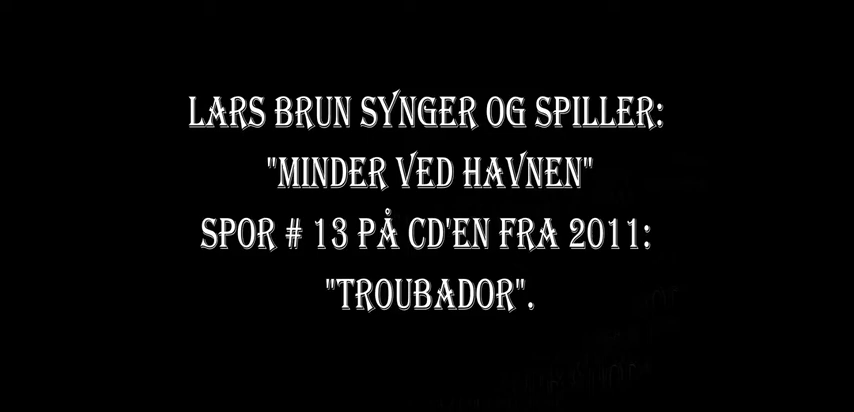 LARS BRUN SYNGER OG SPILLER:
"MINDER VED HAVNEN"
SPOR # 13 PÅ CD'EN FRA 2011:
"TROUBADOR".